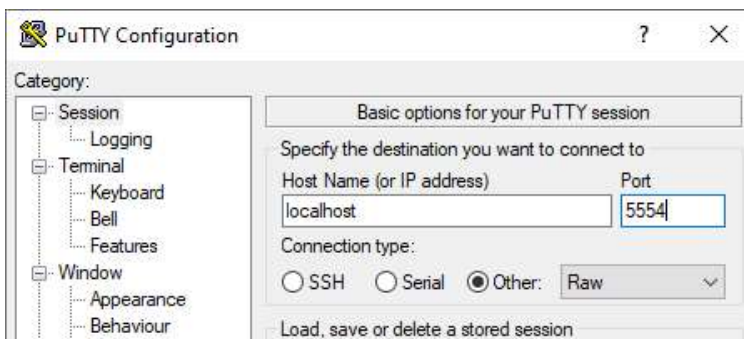 PuTTY Configuration ? ×
Category:
Session
Logging
Terminal
Keyboard
Bell
Features
Window
Appearance
Behaviour
Basic options for your PuTTY session
Specify the destination you want to connect to
Host Name (or IP address) Port
localhost 5554
Connection type:
SSH Serial Other: Raw
Load, save or delete a stored session